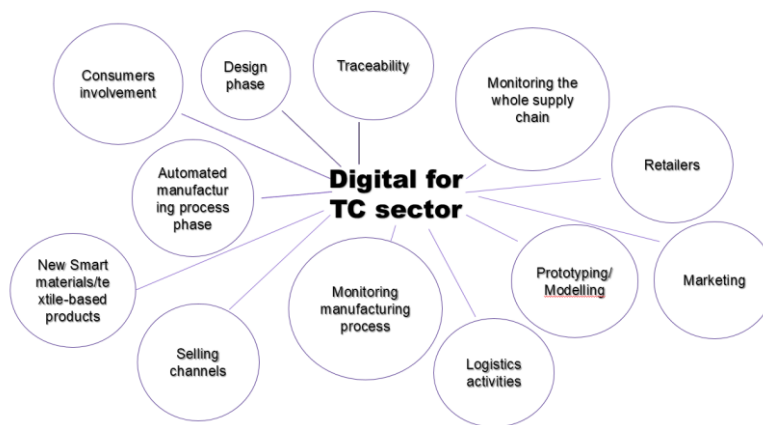 Consumers
involvement
Design
phase
Traceability
Monitoring the
whole supply
chain
Retailers
Automated
manufactur
ing process
phase
Digital for
TC sector
New Smart
materials/te
xtile-based
products
Selling
channels
Monitoring
manufacturing
process
Logistics
activities
Prototyping/
Modelling
Marketing